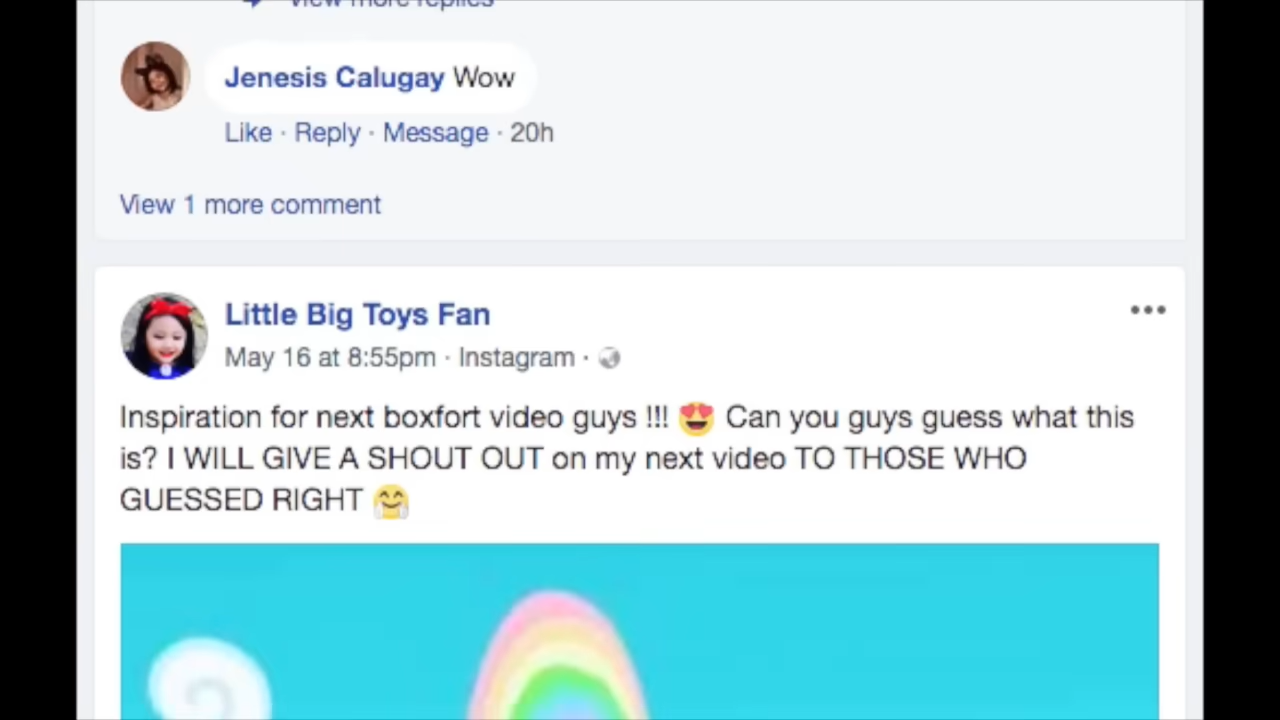 View more replies
Jenesis Calugay Wow
Like · Reply · Message · 20h
View 1 more comment
Little Big Toys Fan
May 16 at 8:55pm · Instagram ·
Inspiration for next boxfort video guys !!! 😍 Can you guys guess what this
is? I WILL GIVE A SHOUT OUT on my next video TO THOSE WHO
GUESSED RIGHT 🤗